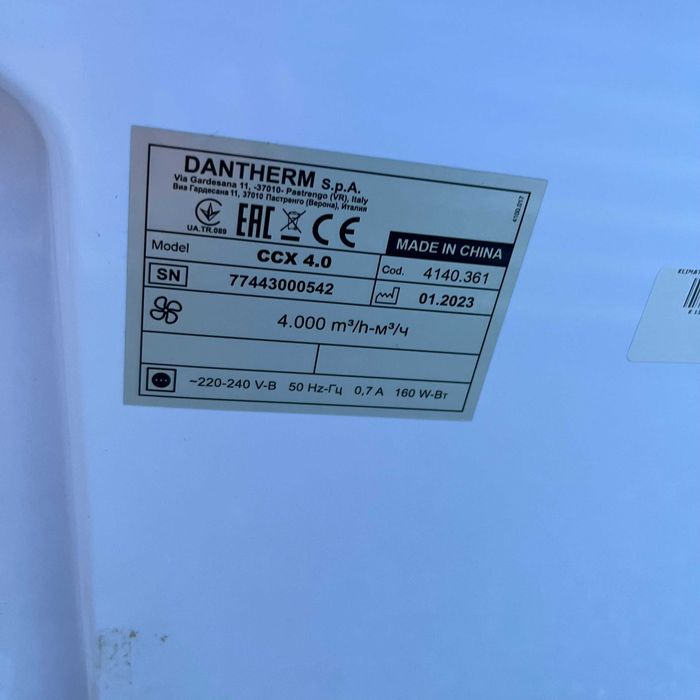 DANTHERM S.p.A.
Via Gardesana 11, -37010- Pastrengo (VR), Italy
Виа Гардесана 11, 37010 Пастренго (Верона), Италия
4100.017
UA.TR.089
EAC CE
MADE IN CHINA
Model CCX 4.0 Cod. 4140.361
SN 77443000542 01.2023
4.000 m³/h-м³/ч
~220-240 V-В 50 Hz-Гц 0,7 A 160 W-Вт